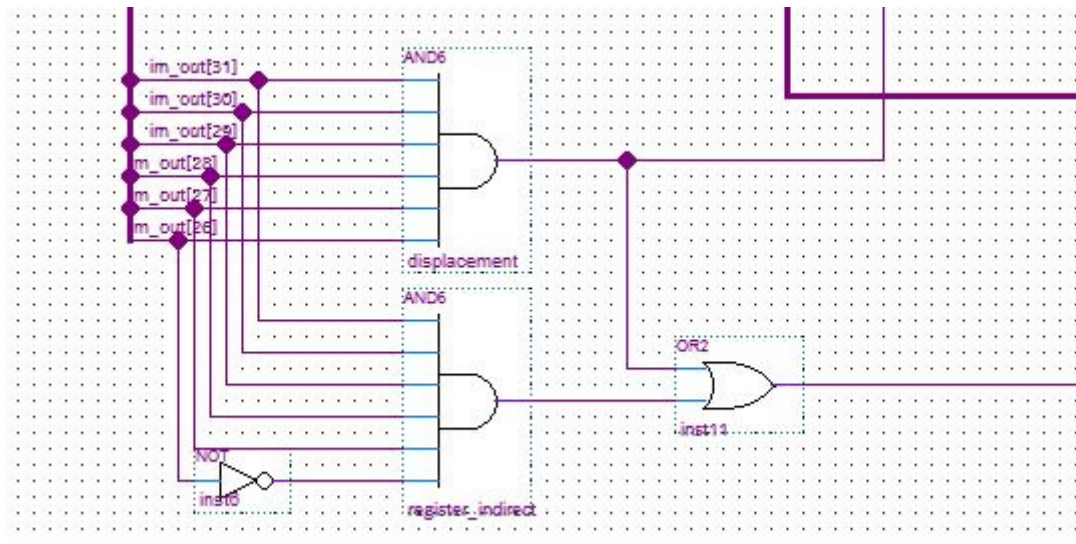 AND6
im_out[31]
im_out[30]
im_out[29]
m_out[28]
m_out[27]
m_out[26]
displacement
AND6
OR2
inst11
NOT
inst6
register_indirect